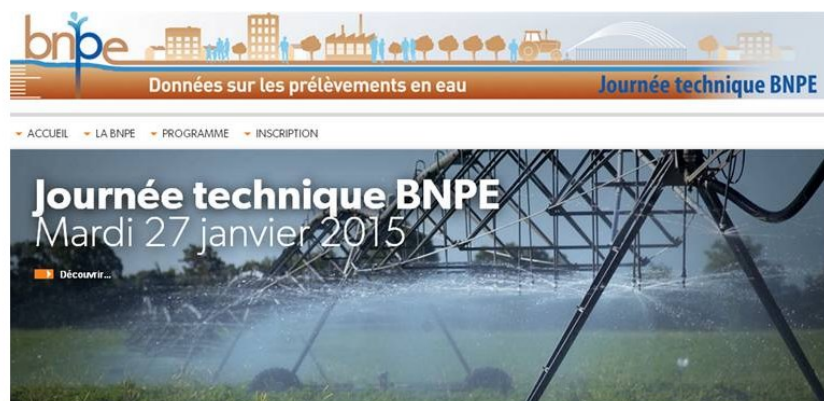 bnpe
Données sur les prélèvements en eau
Journée technique BNPE
ACCUEIL LA BNPE PROGRAMME INSCRIPTION
Journée technique BNPE
Mardi 27 janvier 2015
Découvrir...